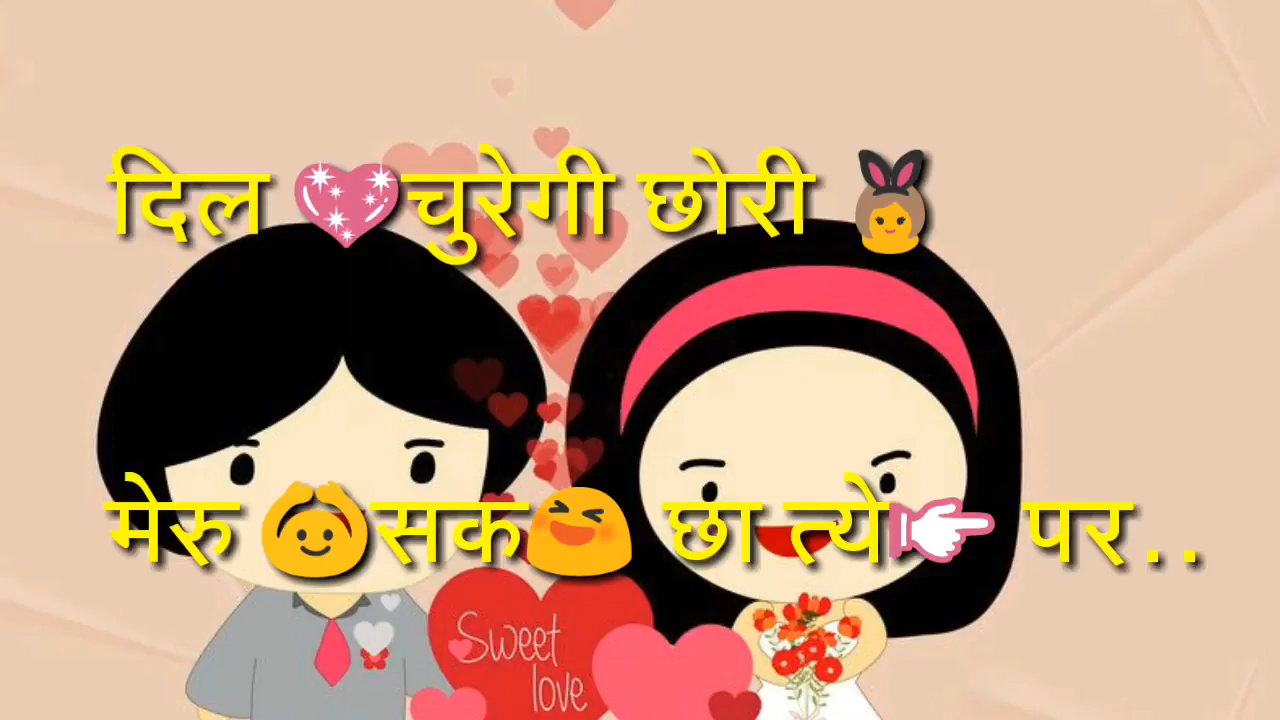 दिल 💖चुरेगी छोरी 👯
मेरु 🙆सक😆 छा त्ये👉 पर..
Sweet
love